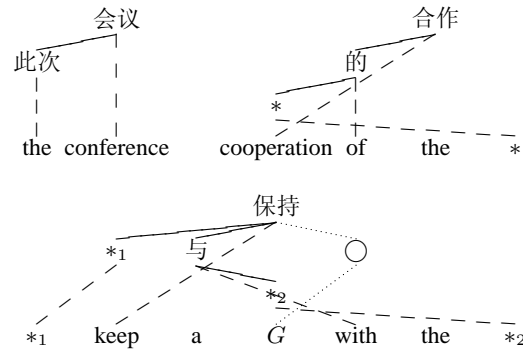 会议 合作
此次 的
*
the conference cooperation of the *
保持
*₁ 与
*₂
*₁ keep a G with the *₂